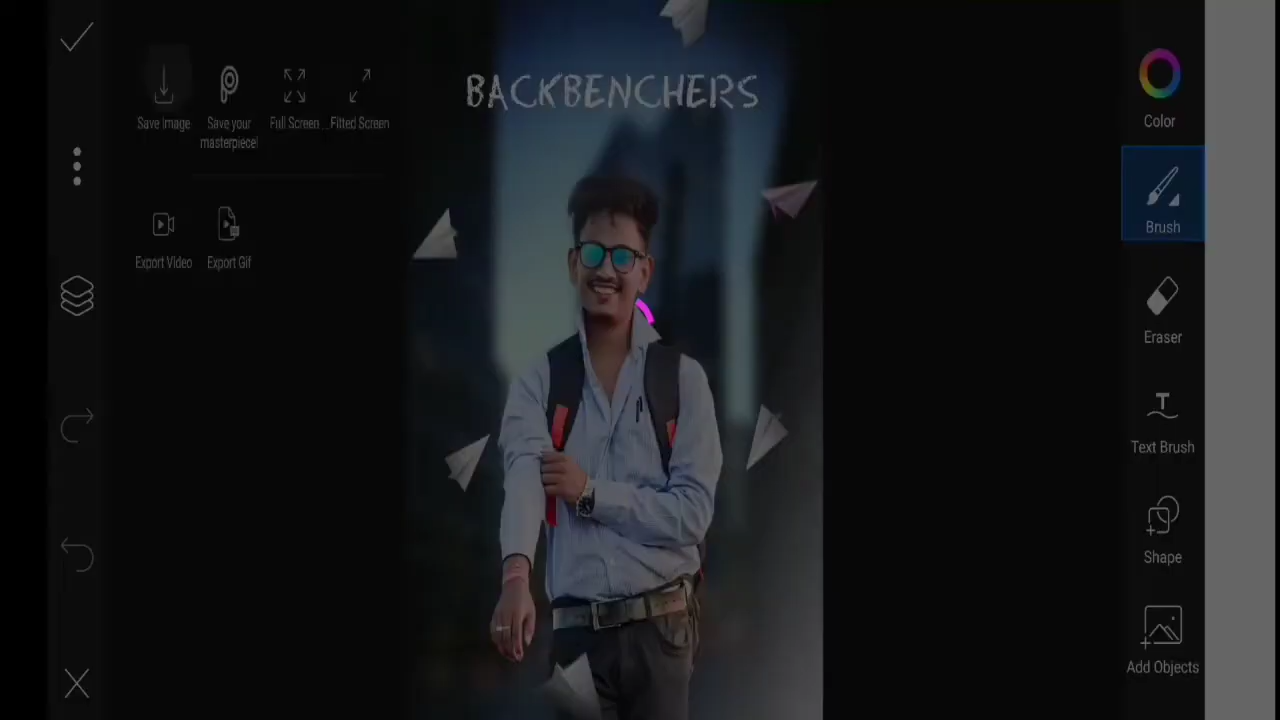 BACKBENCHERS
Save Image
Save your
masterpiece!
Full Screen
Fitted Screen
Export Video
Export Gif
Color
Brush
Eraser
Text Brush
Shape
Add Objects